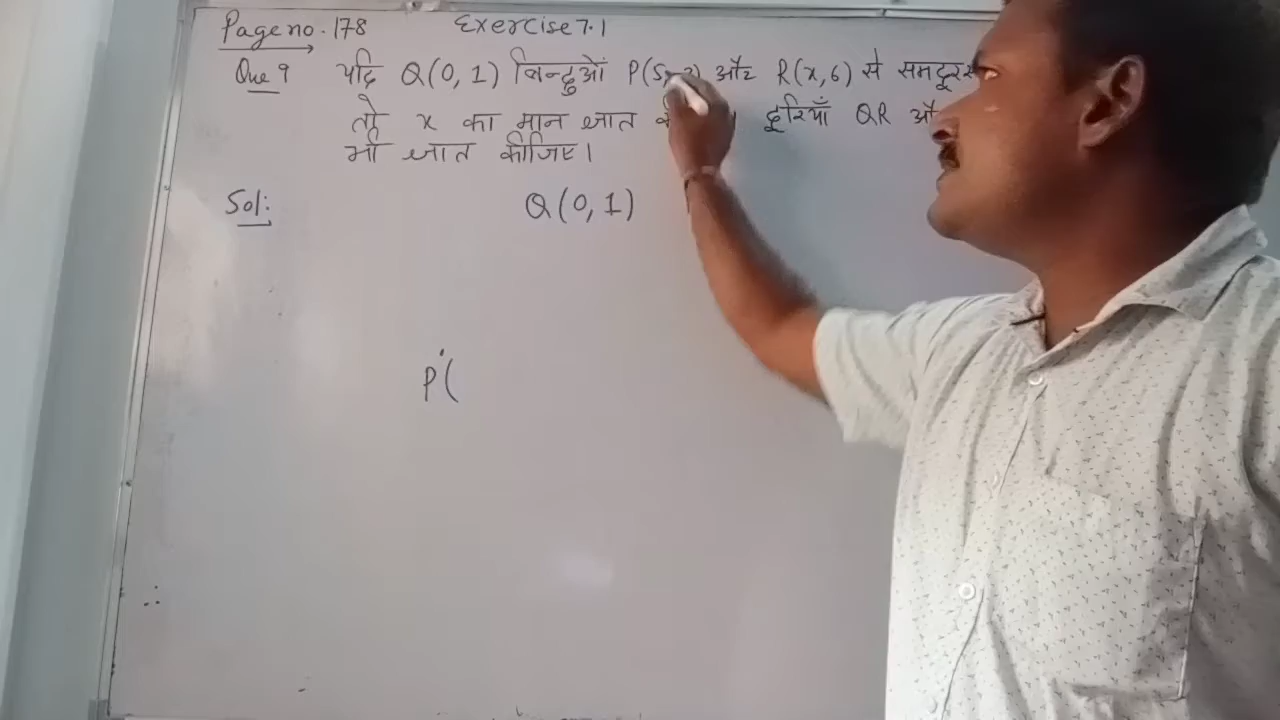 Page no. 178 Exercise 7.1
Que 9 यदि Q(0, 1) बिन्दुओं P(5, -3) और R(x, 6) से समदूरस्थ
तो x का मान ज्ञात दूरियाँ QR
भी ज्ञात कीजिए।
Sol: Q(0, 1)
P(